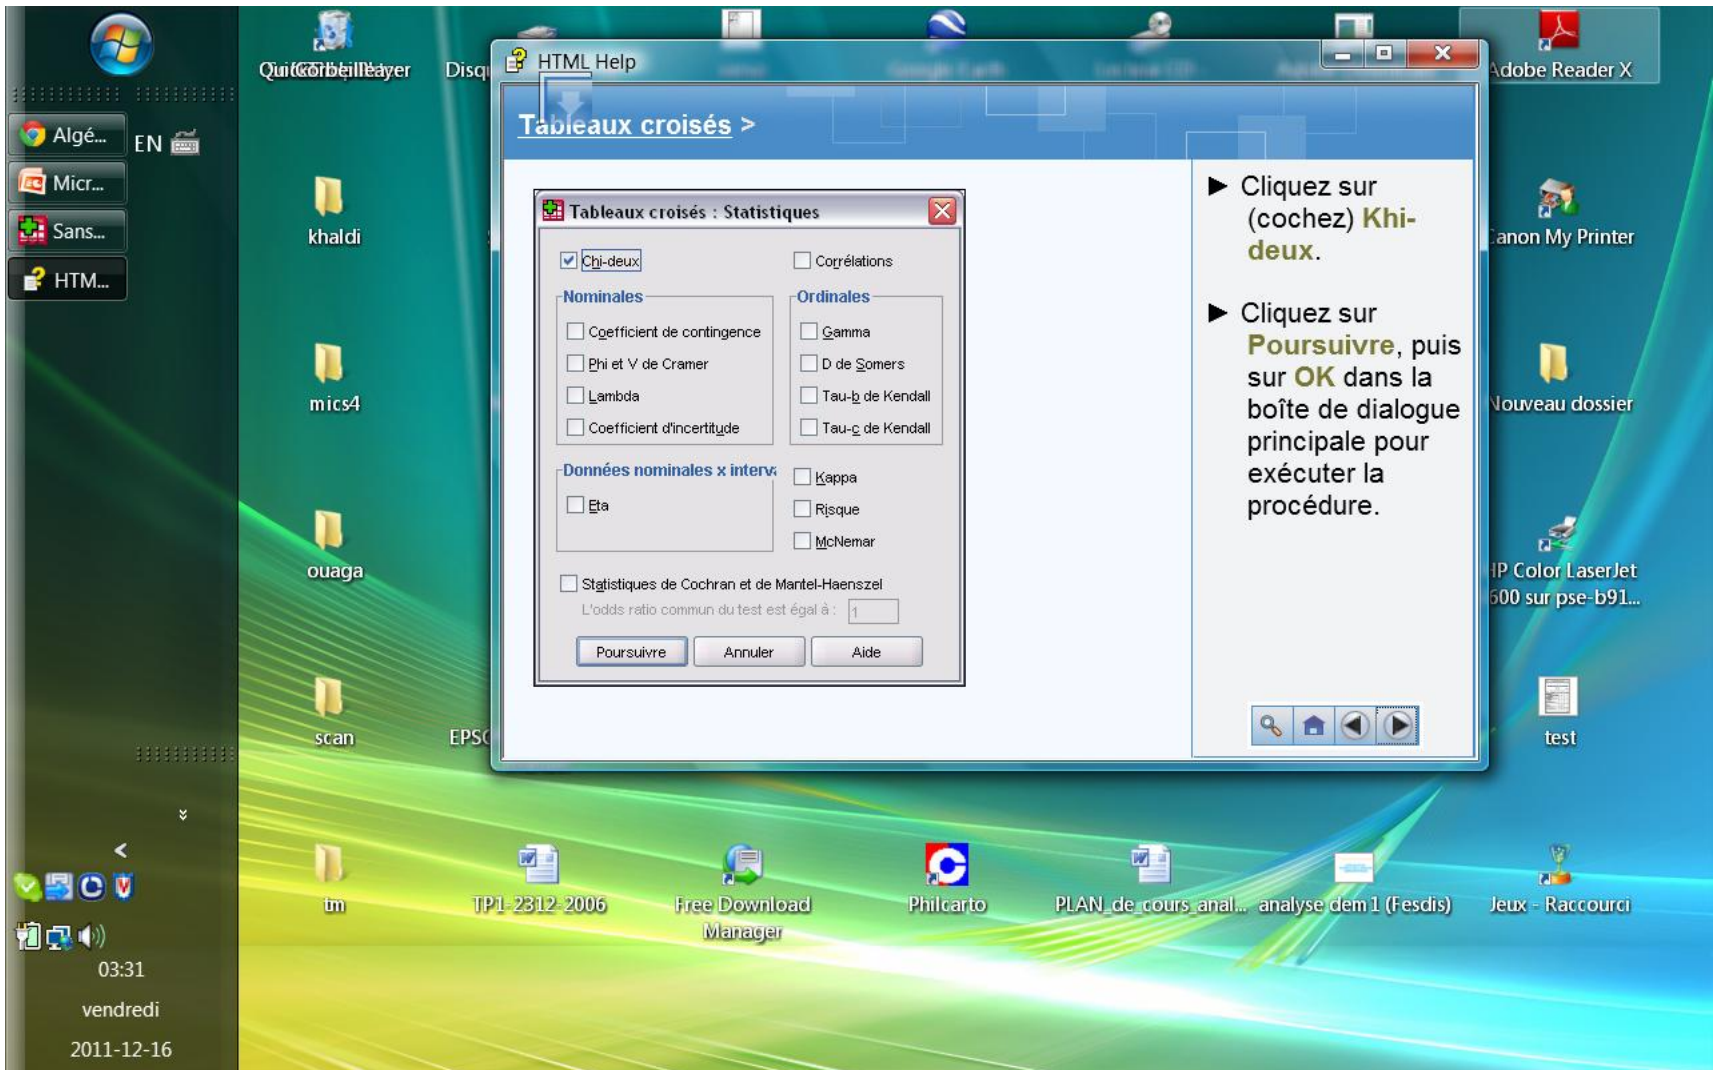 Adobe Reader X
HTML Help
Algé...
EN
Micr...
Sans...
HTM...
khaldi
mics4
ouaga
scan
tm
Tableaux croisés >
Tableaux croisés : Statistiques
Chi-deux
Corrélations
Nominales
Ordinales
Coefficient de contingence
Gamma
Phi et V de Cramer
D de Somers
Lambda
Tau-b de Kendall
Coefficient d'incertitude
Tau-c de Kendall
Données nominales x interva
Kappa
Eta
Risque
McNemar
Statistiques de Cochran et de Mantel-Haenszel
L'odds ratio commun du test est égal à : 1
Poursuivre
Annuler
Aide
► Cliquez sur
(cochez) Khi-
deux.
► Cliquez sur
Poursuivre, puis
sur OK dans la
boîte de dialogue
principale pour
exécuter la
procédure.
Disq
EPSO
anon My Printer
Nouveau dossier
HP Color LaserJet
600 sur pse-b91...
test
TP1-2312-2006
Free Download
Manager
Philcarto
PLAN_de_cours_anal...
analyse dem 1 (Fesdis)
Jeux - Raccourci
03:31
vendredi
2011-12-16